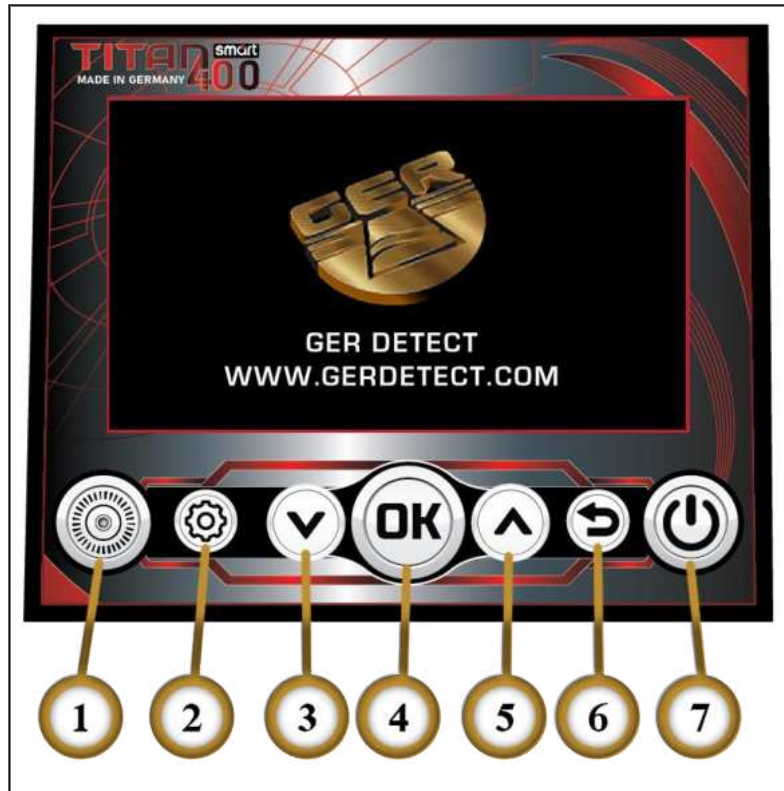 TITAN smart
MADE IN GERMANY 400
GER
GER DETECT
WWW.GERDETECT.COM
OK
1 2 3 4 5 6 7